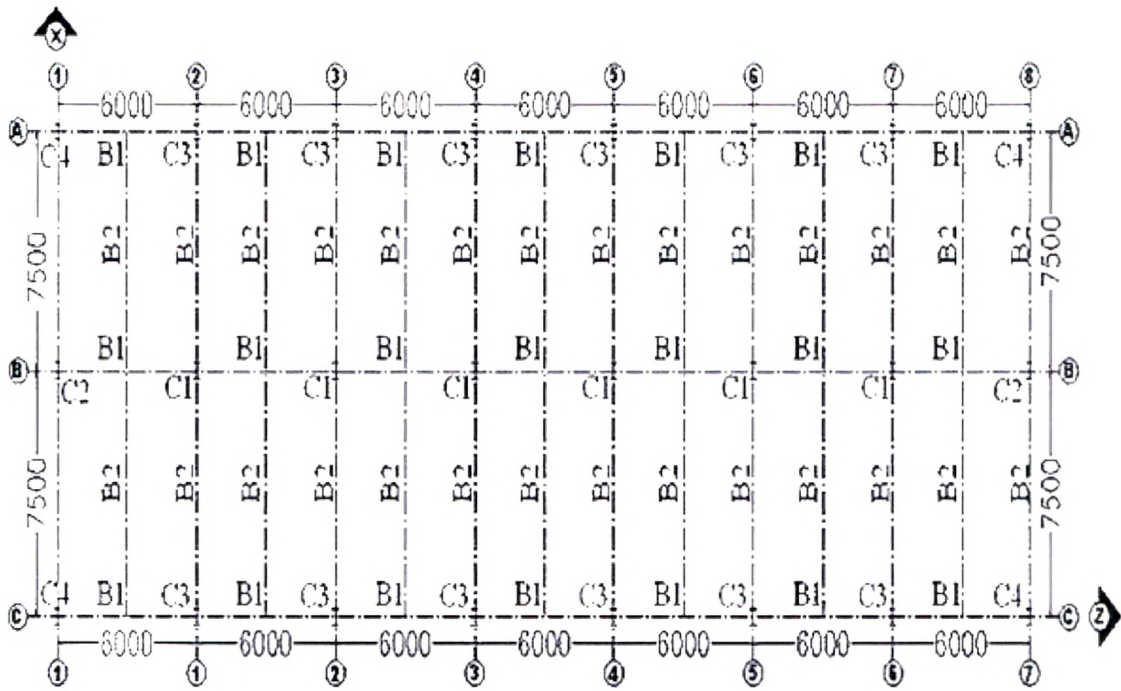 X
1 2 3 4 5 6 7 8
6000 6000 6000 6000 6000 6000 6000
A A
C4 B1 C3 B1 C3 B1 C3 B1 C3 B1 C3 B1 C3 B1 C4
7500 B2 B2 B2 B2 B2 B2 B2 B2 B2 B2 B2 B2 B2 B2 7500
B1 B1 B1 B1 B1 B1 B1
B B
C2 C1 C1 C1 C1 C1 C1 C2
7500 B2 B2 B2 B2 B2 B2 B2 B2 B2 B2 B2 B2 B2 B2 7500
C4 B1 C3 B1 C3 B1 C3 B1 C3 B1 C3 B1 C3 B1 C4
C C Z
6000 6000 6000 6000 6000 6000 6000
1 1 2 3 4 5 6 7